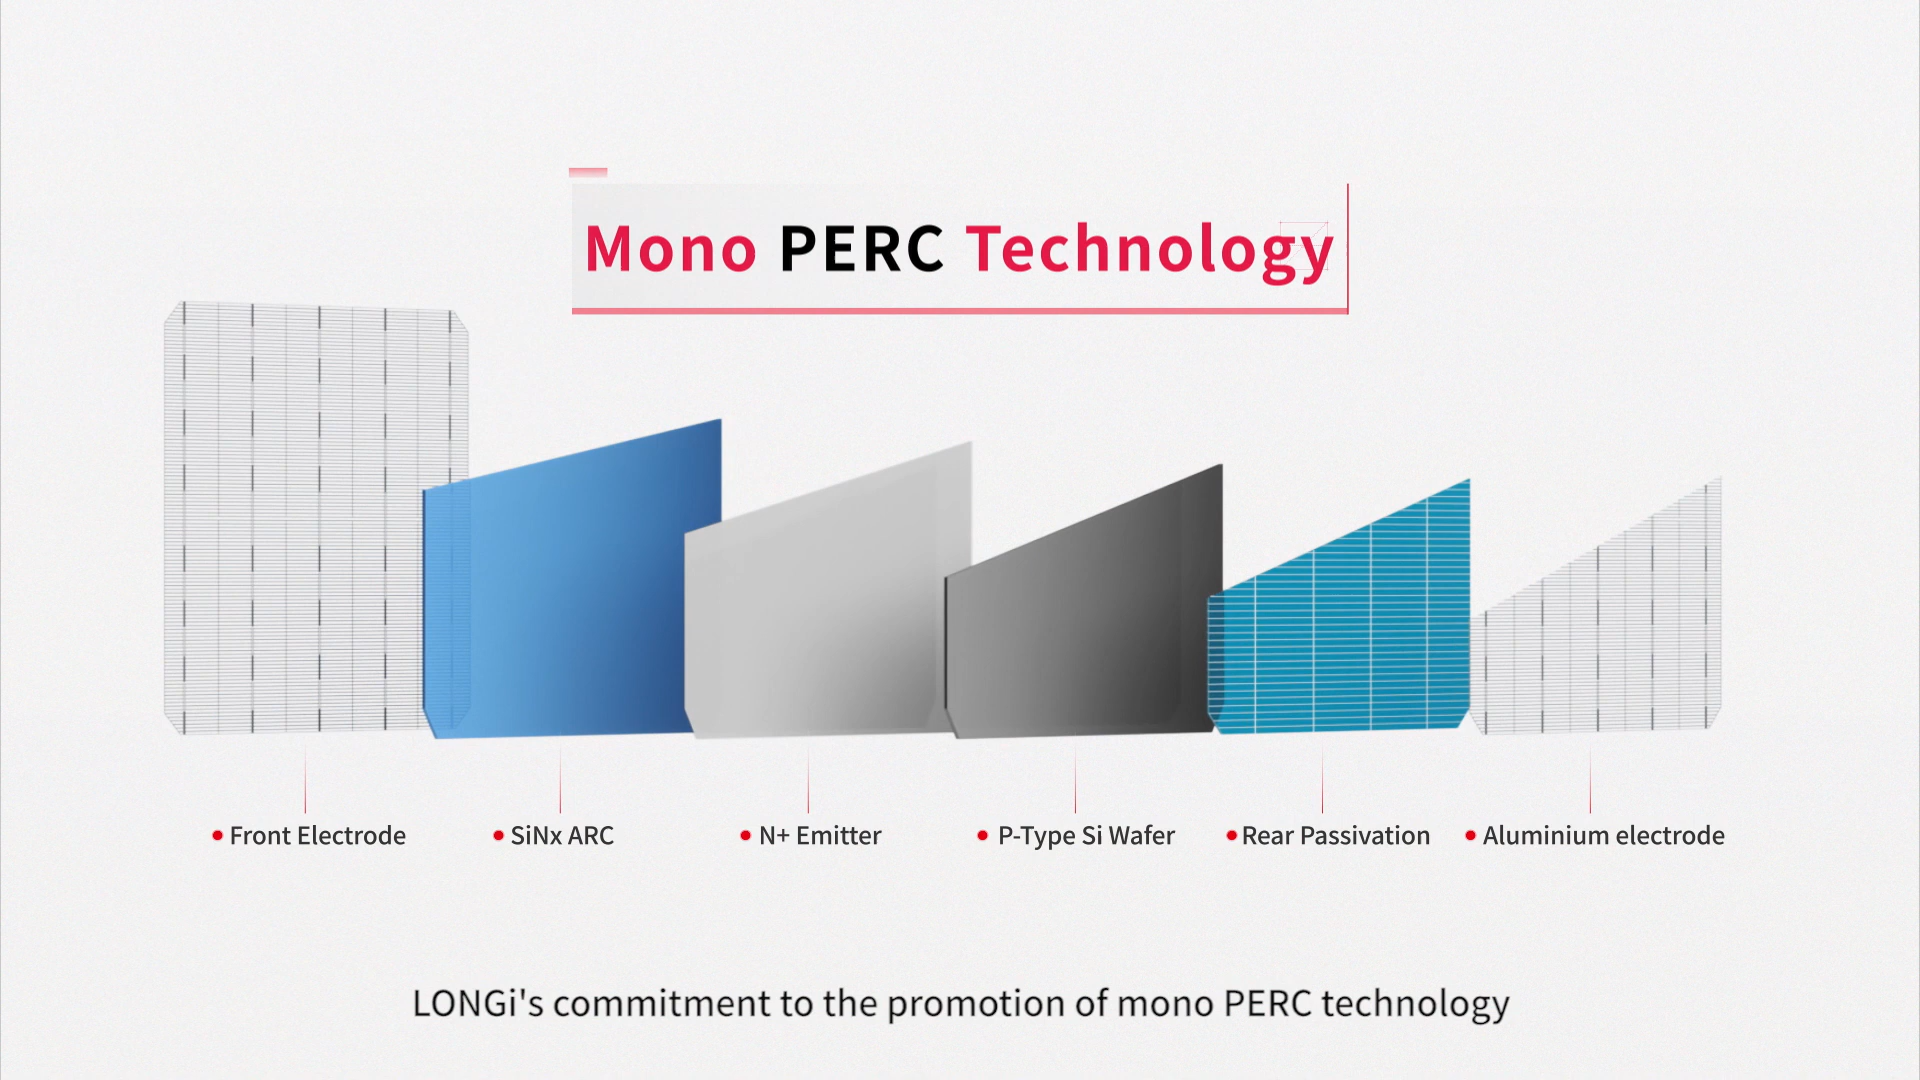 Mono PERC Technology
Front Electrode
SiNx ARC
N+ Emitter
P-Type Si Wafer
Rear Passivation
Aluminium electrode
LONGi's commitment to the promotion of mono PERC technology